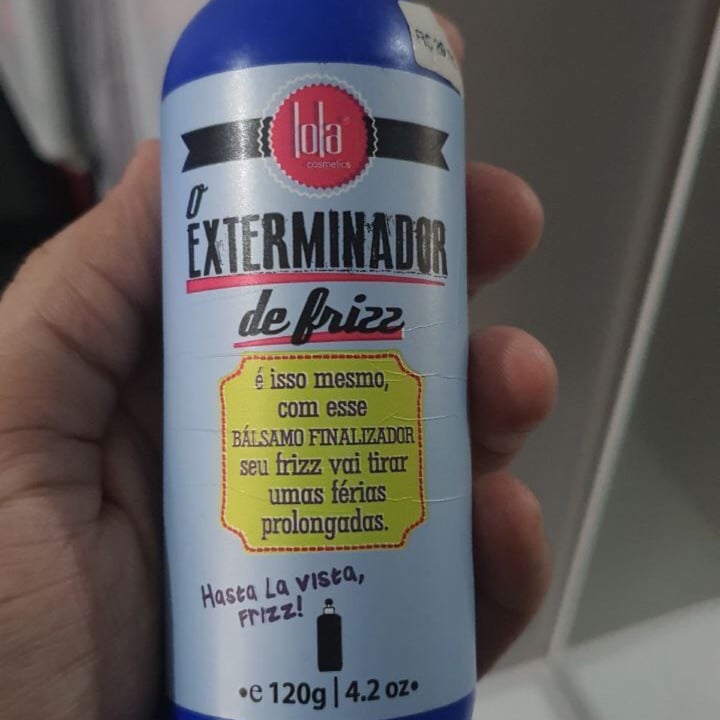 lola
cosmetics
O
EXTERMINADOR
de frizz
é isso mesmo,
com esse
BÁLSAMO FINALIZADOR
seu frizz vai tirar
umas férias
prolongadas.
Hasta La vista,
Frizz!
•e 120g | 4.2 oz•